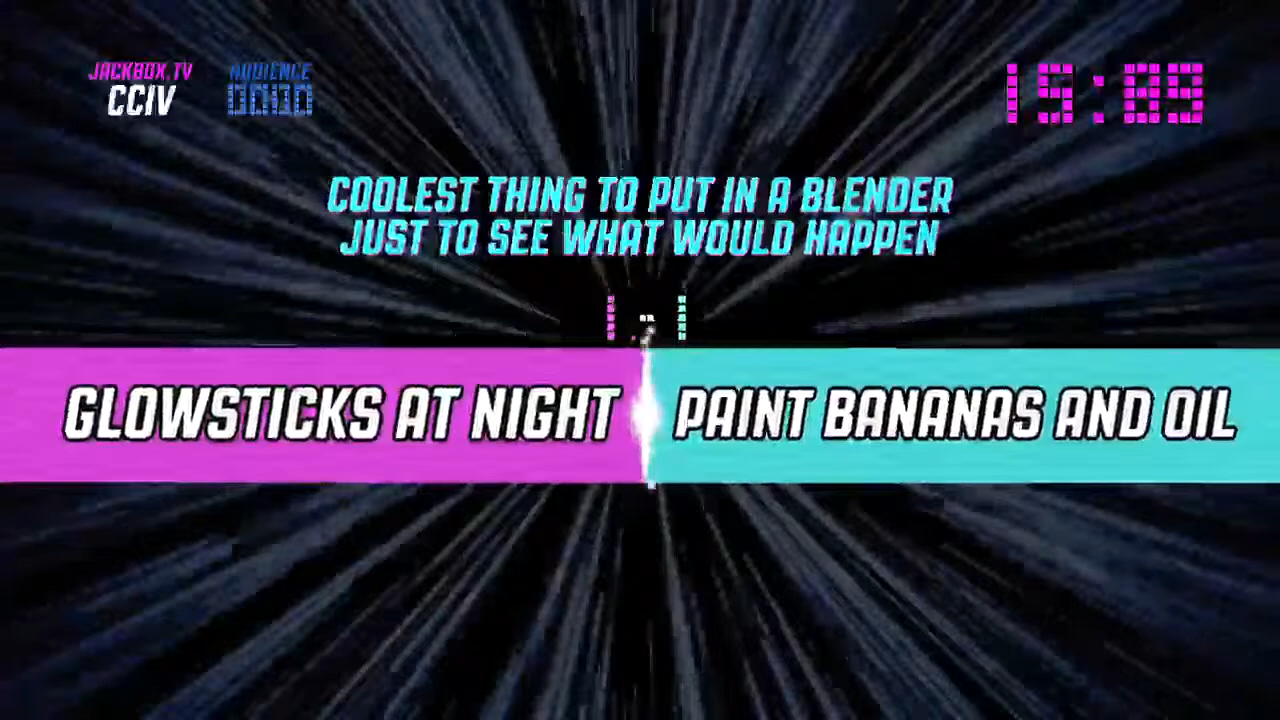 JACKBOX.TV
CCIV
AUDIENCE
15:89
COOLEST THING TO PUT IN A BLENDER
JUST TO SEE WHAT WOULD HAPPEN
GLOWSTICKS AT NIGHT
PAINT BANANAS AND OIL